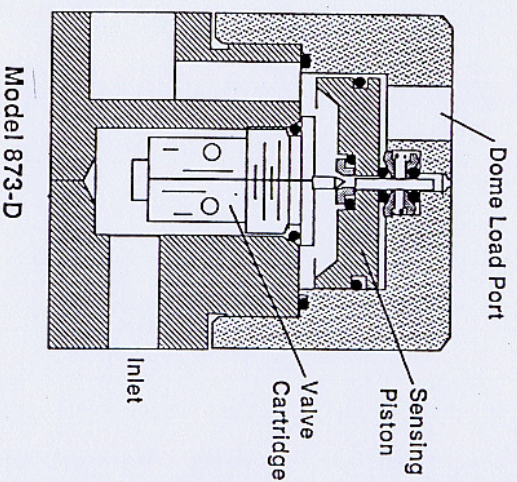 Dome Load Port
Sensing
Piston
Valve
Cartridge
Inlet
Model 873-D